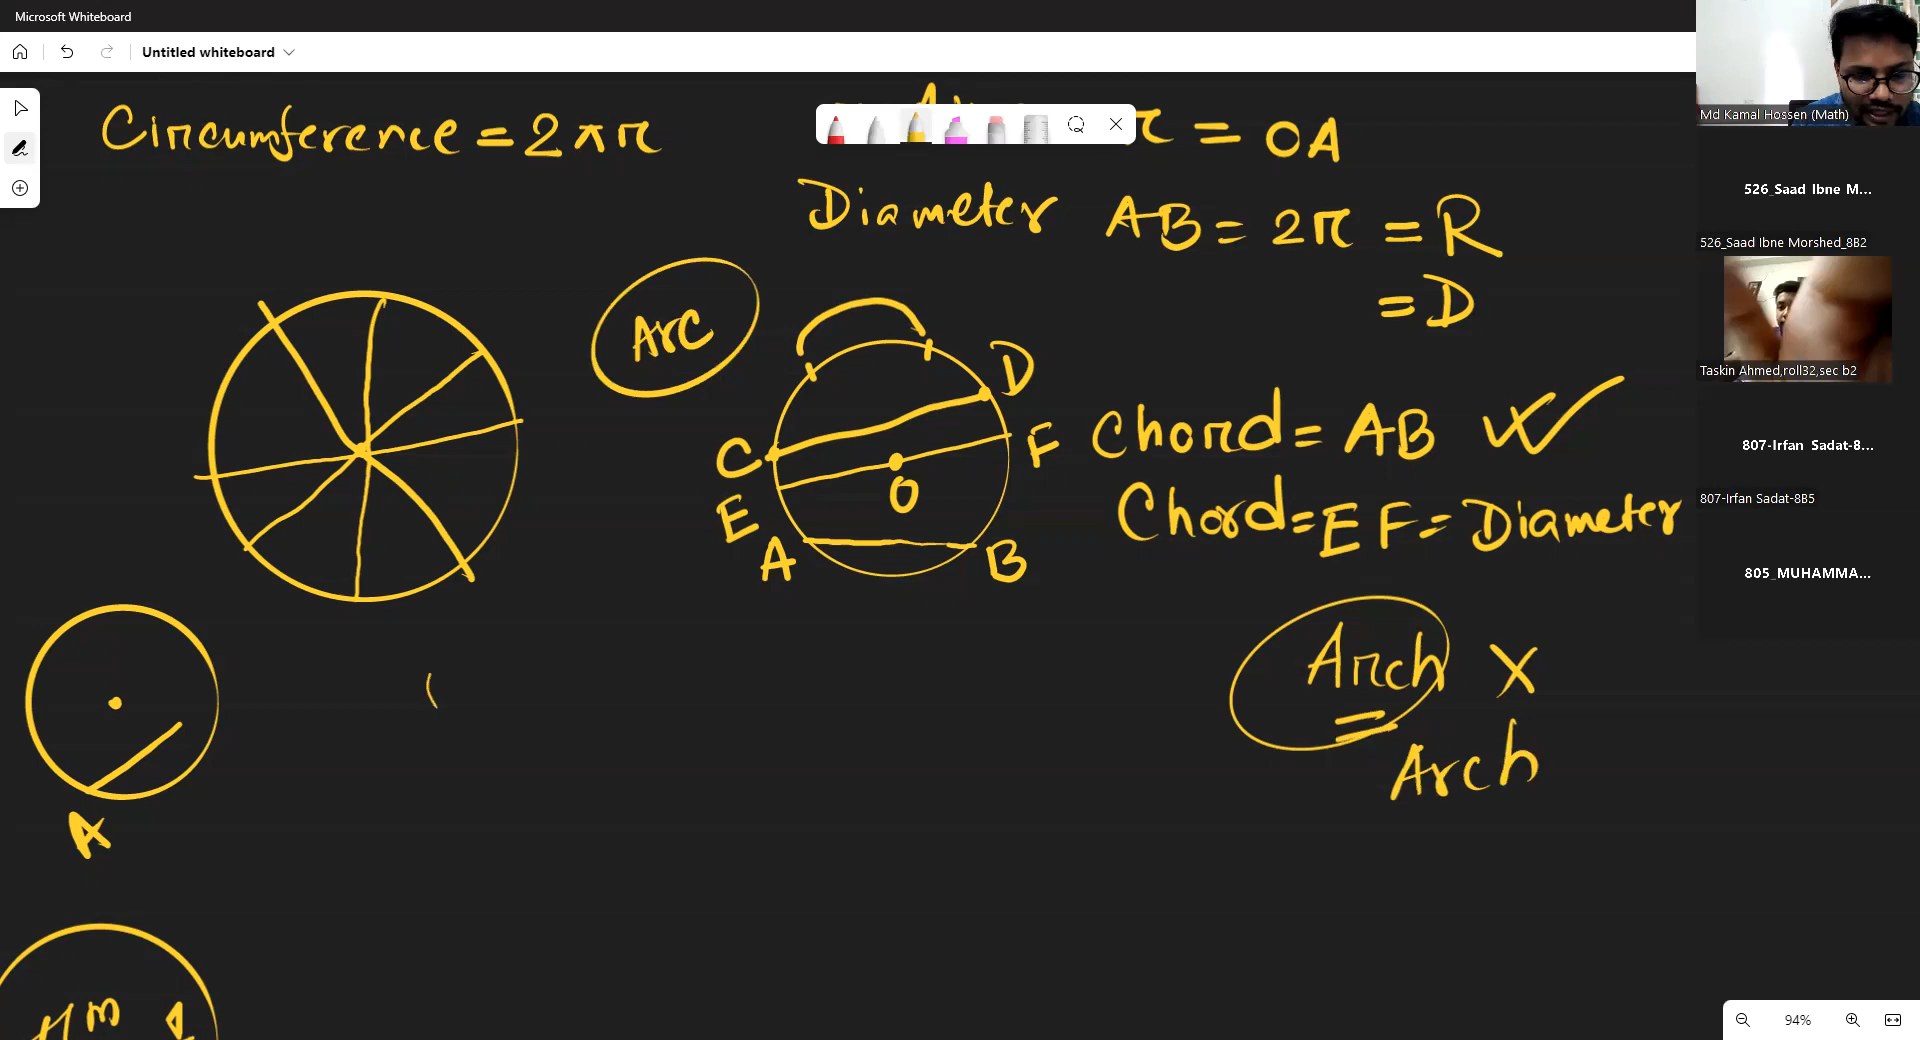 Microsoft Whiteboard
Untitled whiteboard
Circumference = 2πr
r = OA
Diameter AB = 2r = R
= D
Arc
D
C
F
E
O
A
B
Chord = AB
Chord = EF = Diameter
Arch X
Arch
A
Md Kamal Hossen (Math)
526_Saad Ibne M...
526_Saad Ibne Morshed_8B2
Taskin Ahmed,roll32,sec b2
807-Irfan Sadat-8...
807-Irfan Sadat-8B5
805_MUHAMMA...
94%